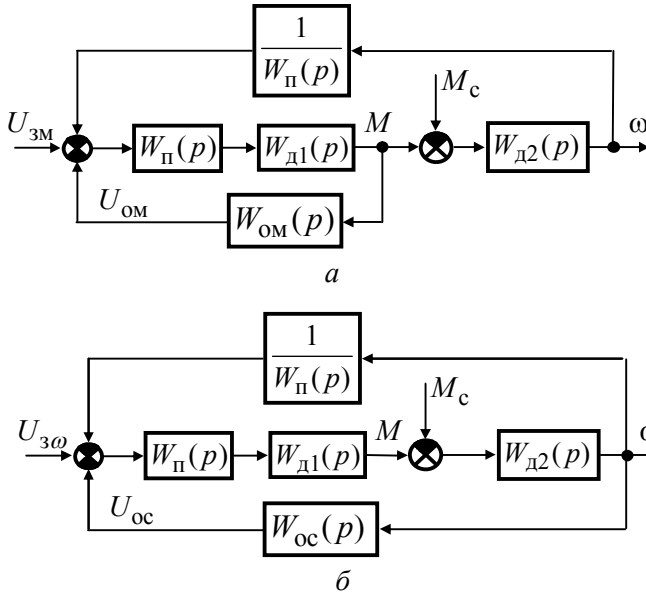 1
W_п(p)
M_с
U_зм
W_п(p)
W_д1(p)
M
W_д2(p)
ω
U_ом
W_ом(p)
а
1
W_п(p)
M_с
U_зω
W_п(p)
W_д1(p)
M
W_д2(p)
U_ос
W_ос(p)
б